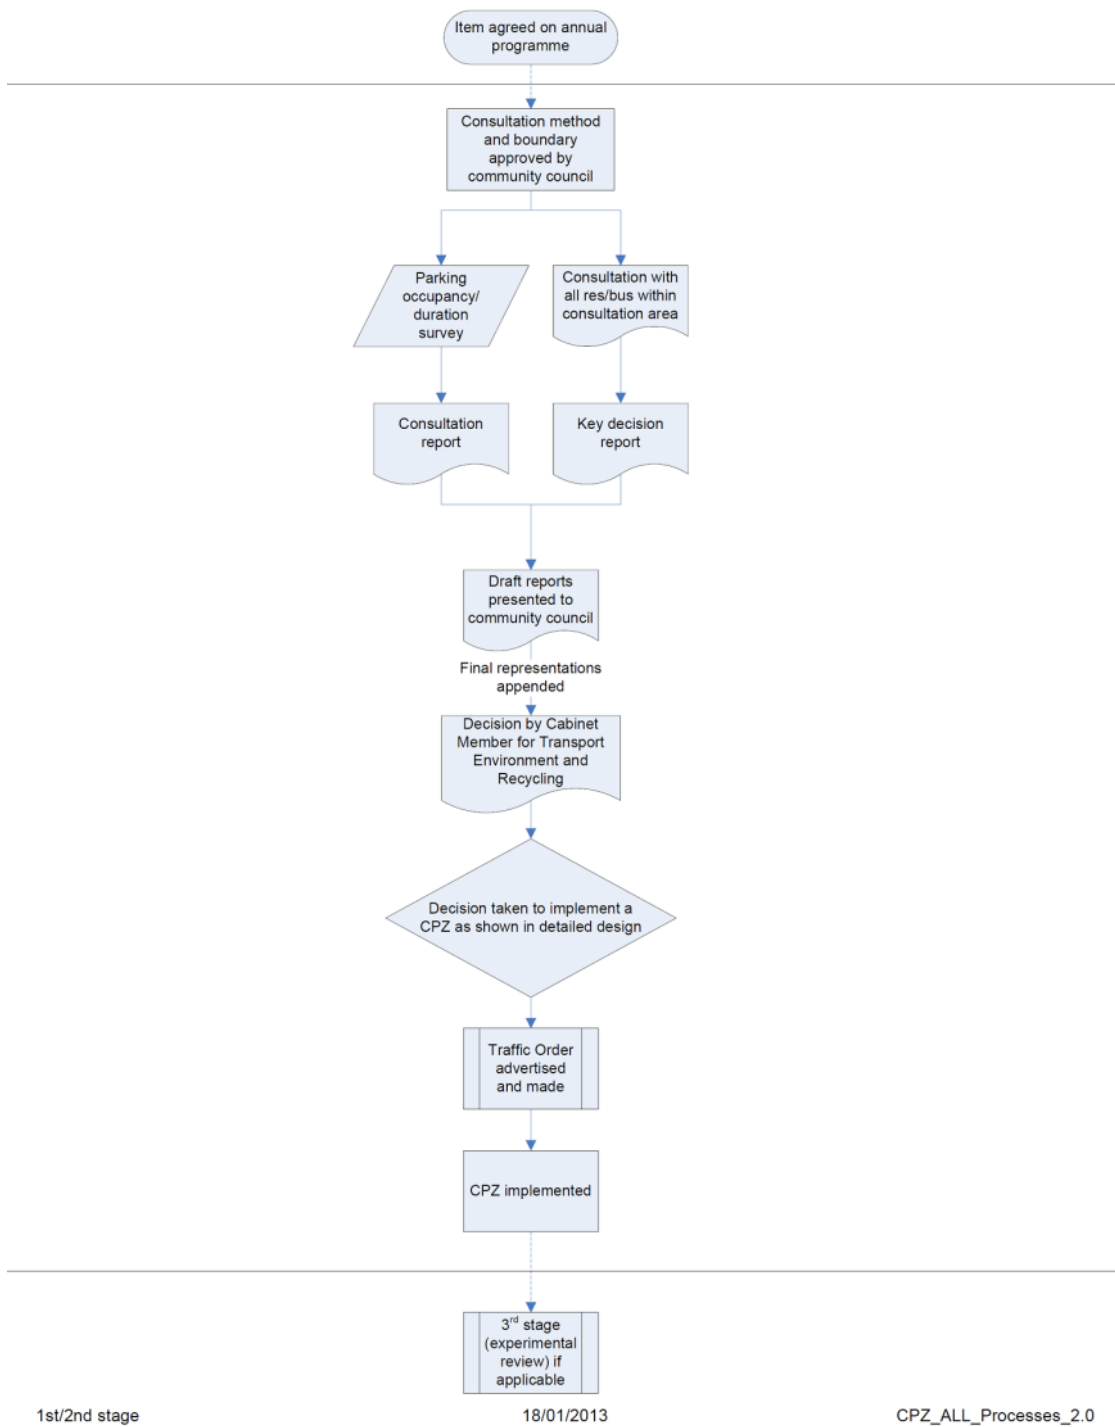 Item agreed on annual
programme
Consultation method
and boundary
approved by
community council
Parking
occupancy/
duration
survey
Consultation with
all res/bus within
consultation area
Consultation
report
Key decision
report
Draft reports
presented to
community council
Final representations
appended
Decision by Cabinet
Member for Transport
Environment and
Recycling
Decision taken to implement a
CPZ as shown in detailed design
Traffic Order
advertised
and made
CPZ implemented
3rd stage
(experimental
review) if
applicable
1st/2nd stage
18/01/2013
CPZ_ALL_Processes_2.0